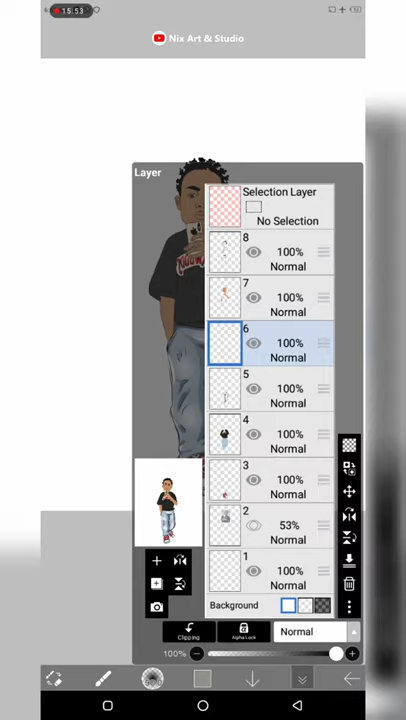 15:53
Nix Art & Studio
Layer
Selection Layer
No Selection
8
100%
Normal
7
100%
Normal
6
100%
Normal
5
100%
Normal
4
100%
Normal
3
100%
Normal
2
53%
Normal
1
100%
Background
Clipping
Alpha Lock
Normal
100%